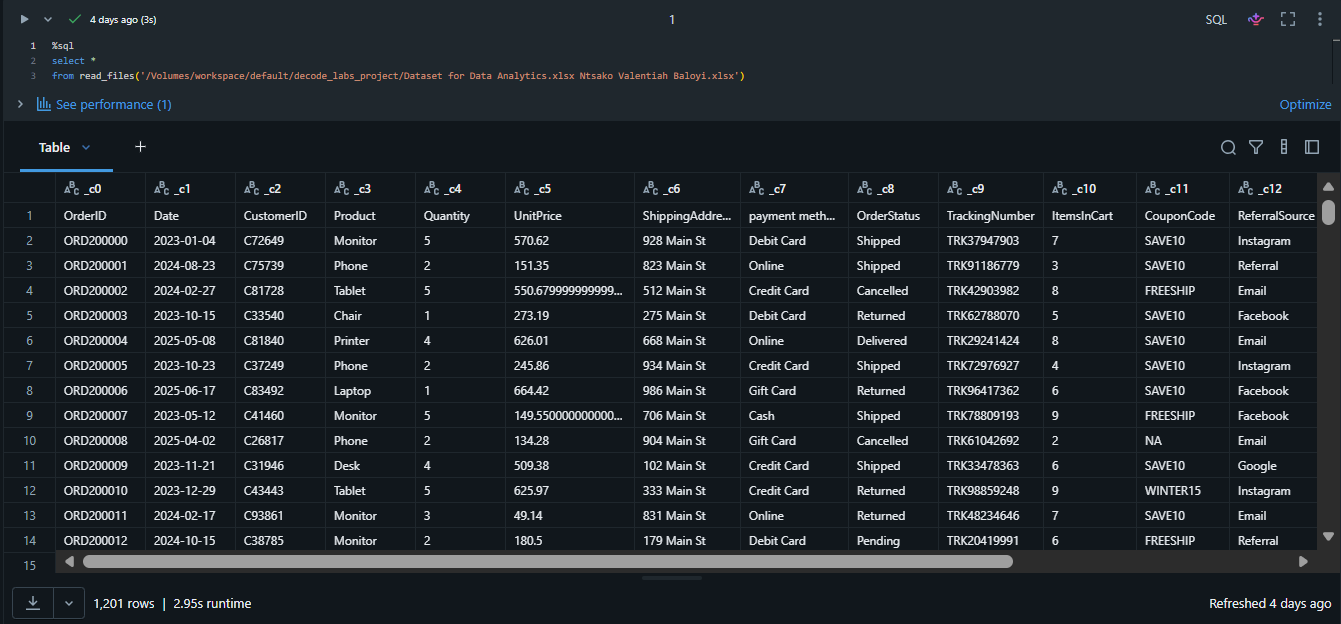 4 days ago (3s)
1
SQL
1 %sql
2 select *
3 from read_files('/Volumes/workspace/default/decode_labs_project/Dataset for Data Analytics.xlsx Ntsako Valentiah Baloyi.xlsx')
See performance (1)
Optimize
Table
ABC _c0 ABC _c1 ABC _c2 ABC _c3 ABC _c4 ABC _c5 ABC _c6 ABC _c7 ABC _c8 ABC _c9 ABC _c10 ABC _c11 ABC _c12
1 OrderID Date CustomerID Product Quantity UnitPrice ShippingAddre... payment meth... OrderStatus TrackingNumber ItemsInCart CouponCode ReferralSource
2 ORD200000 2023-01-04 C72649 Monitor 5 570.62 928 Main St Debit Card Shipped TRK37947903 7 SAVE10 Instagram
3 ORD200001 2024-08-23 C75739 Phone 2 151.35 823 Main St Online Shipped TRK91186779 3 SAVE10 Referral
4 ORD200002 2024-02-27 C81728 Tablet 5 550.679999999999... 512 Main St Credit Card Cancelled TRK42903982 8 FREESHIP Email
5 ORD200003 2023-10-15 C33540 Chair 1 273.19 275 Main St Debit Card Returned TRK62788070 5 SAVE10 Facebook
6 ORD200004 2025-05-08 C81840 Printer 4 626.01 668 Main St Online Delivered TRK29241424 8 SAVE10 Email
7 ORD200005 2023-10-23 C37249 Phone 2 245.86 934 Main St Credit Card Shipped TRK72976927 4 SAVE10 Instagram
8 ORD200006 2025-06-17 C83492 Laptop 1 664.42 986 Main St Gift Card Returned TRK96417362 6 SAVE10 Facebook
9 ORD200007 2023-05-12 C41460 Monitor 5 149.550000000000... 706 Main St Cash Shipped TRK78809193 9 FREESHIP Facebook
10 ORD200008 2025-04-02 C26817 Phone 2 134.28 904 Main St Gift Card Cancelled TRK61042692 2 NA Email
11 ORD200009 2023-11-21 C31946 Desk 4 509.38 102 Main St Credit Card Shipped TRK33478363 6 SAVE10 Google
12 ORD200010 2023-12-29 C43443 Tablet 5 625.97 333 Main St Credit Card Returned TRK98859248 9 WINTER15 Instagram
13 ORD200011 2024-02-17 C93861 Monitor 3 49.14 831 Main St Online Returned TRK48234646 7 SAVE10 Email
14 ORD200012 2024-10-15 C38785 Monitor 2 180.5 179 Main St Debit Card Pending TRK20419991 6 FREESHIP Referral
15
1,201 rows | 2.95s runtime
Refreshed 4 days ago